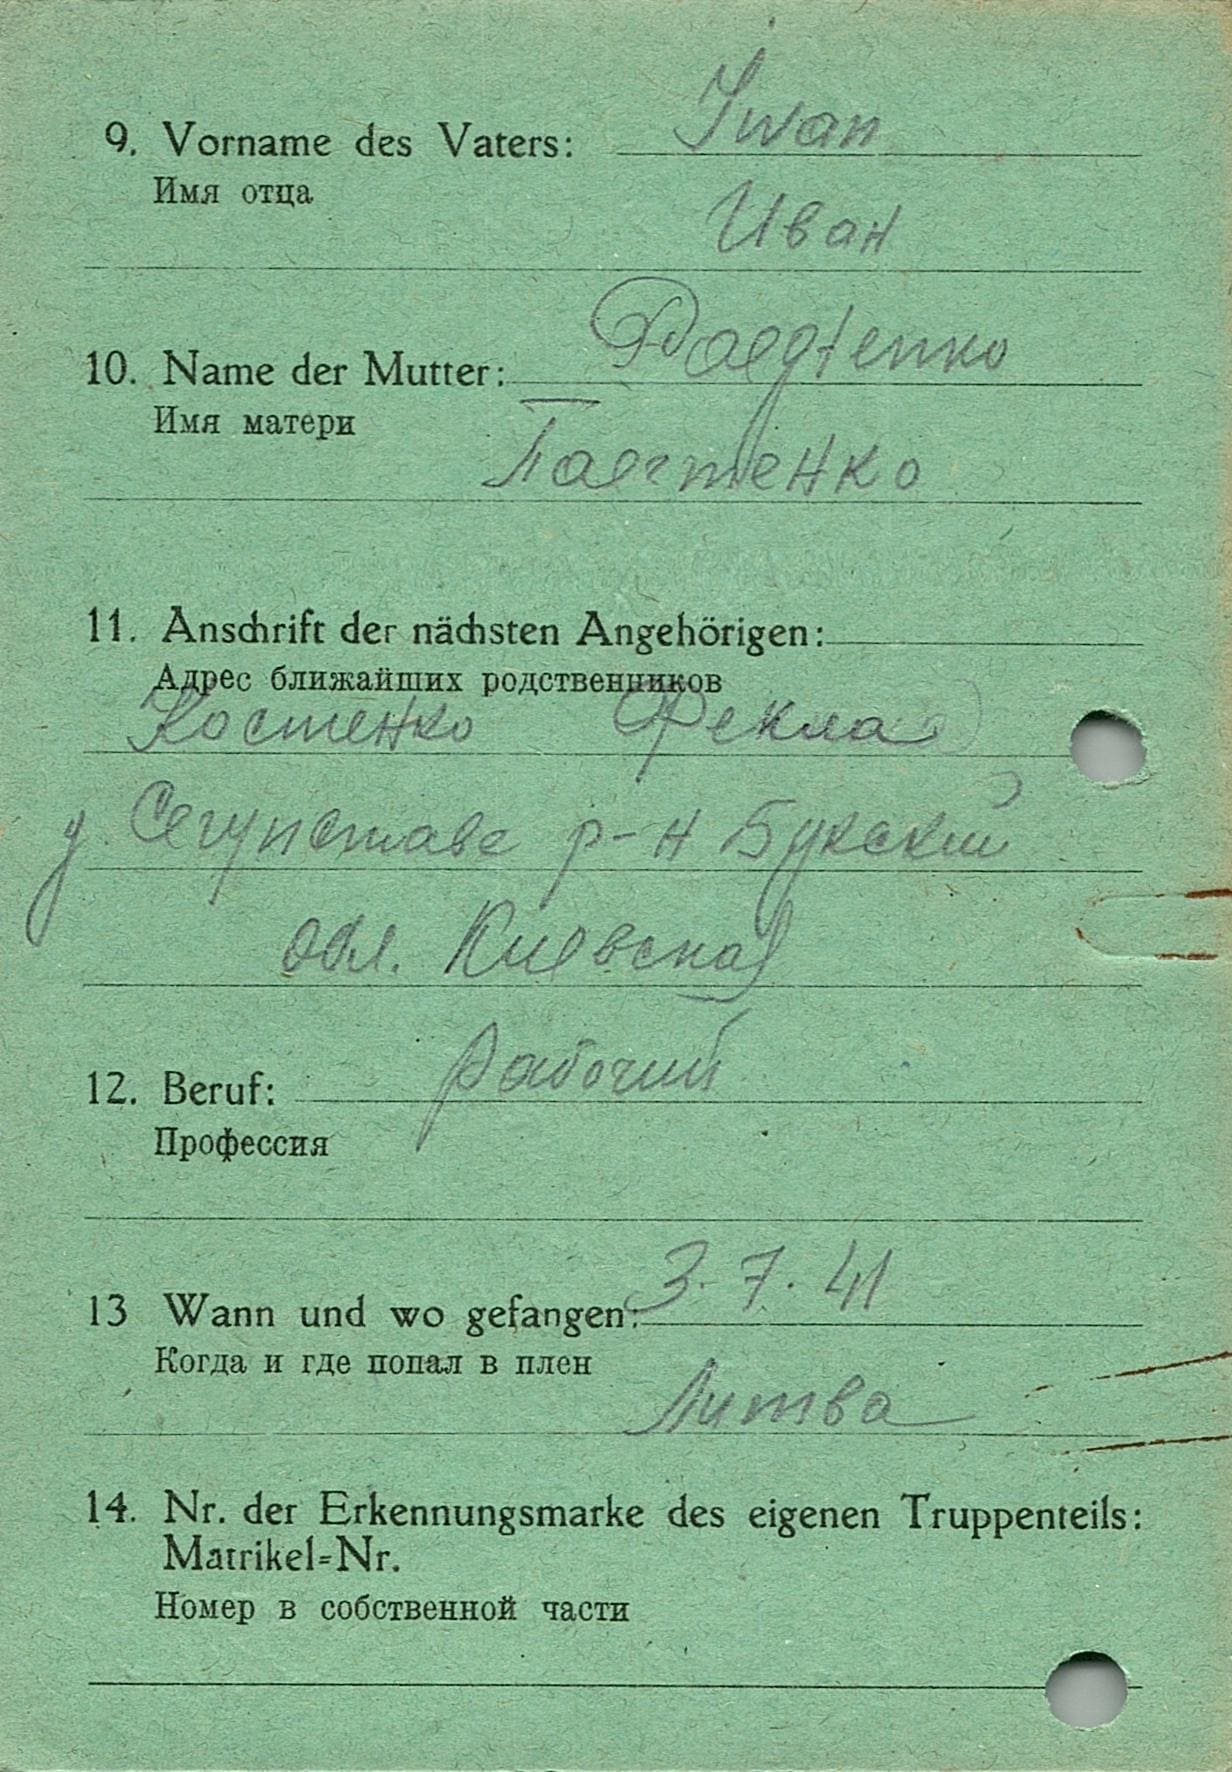 9. Vorname des Vaters: Iwan
Имя отца
Иван
10. Name der Mutter:
Имя матери
11. Anschrift der nächsten Angehörigen:
Адрес ближайших родственников
Костенко Фекла
р-н Букский
обл. Киевская
12. Beruf: рабочий
Профессия
13 Wann und wo gefangen: 3.7.41
Когда и где попал в плен
Литва
14. Nr. der Erkennungsmarke des eigenen Truppenteils:
Matrikel=Nr.
Номер в собственной части